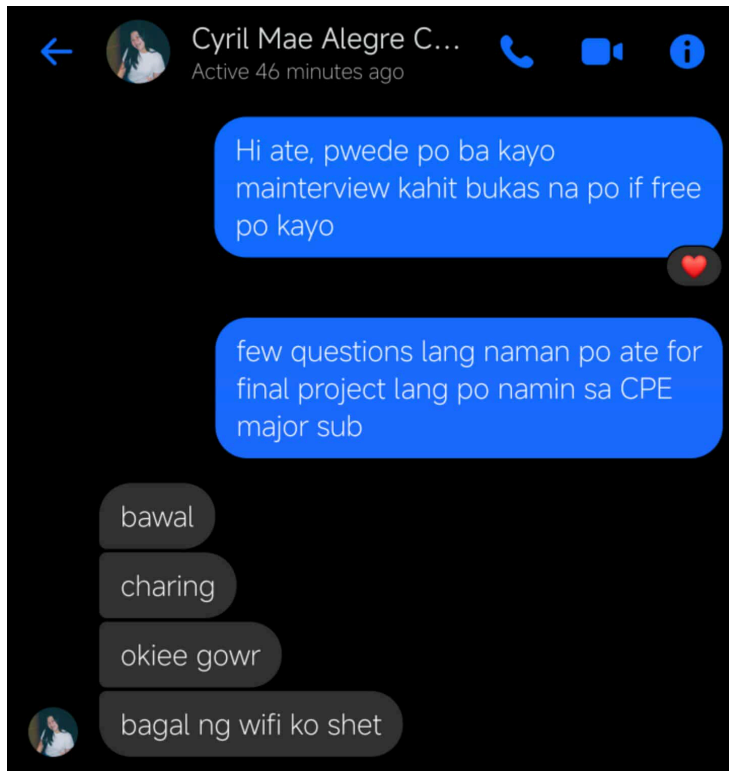 Cyril Mae Alegre C...
Active 46 minutes ago
Hi ate, pwede po ba kayo
mainterview kahit bukas na po if free
po kayo
few questions lang naman po ate for
final project lang po namin sa CPE
major sub
bawal
charing
okiee gowr
bagal ng wifi ko shet